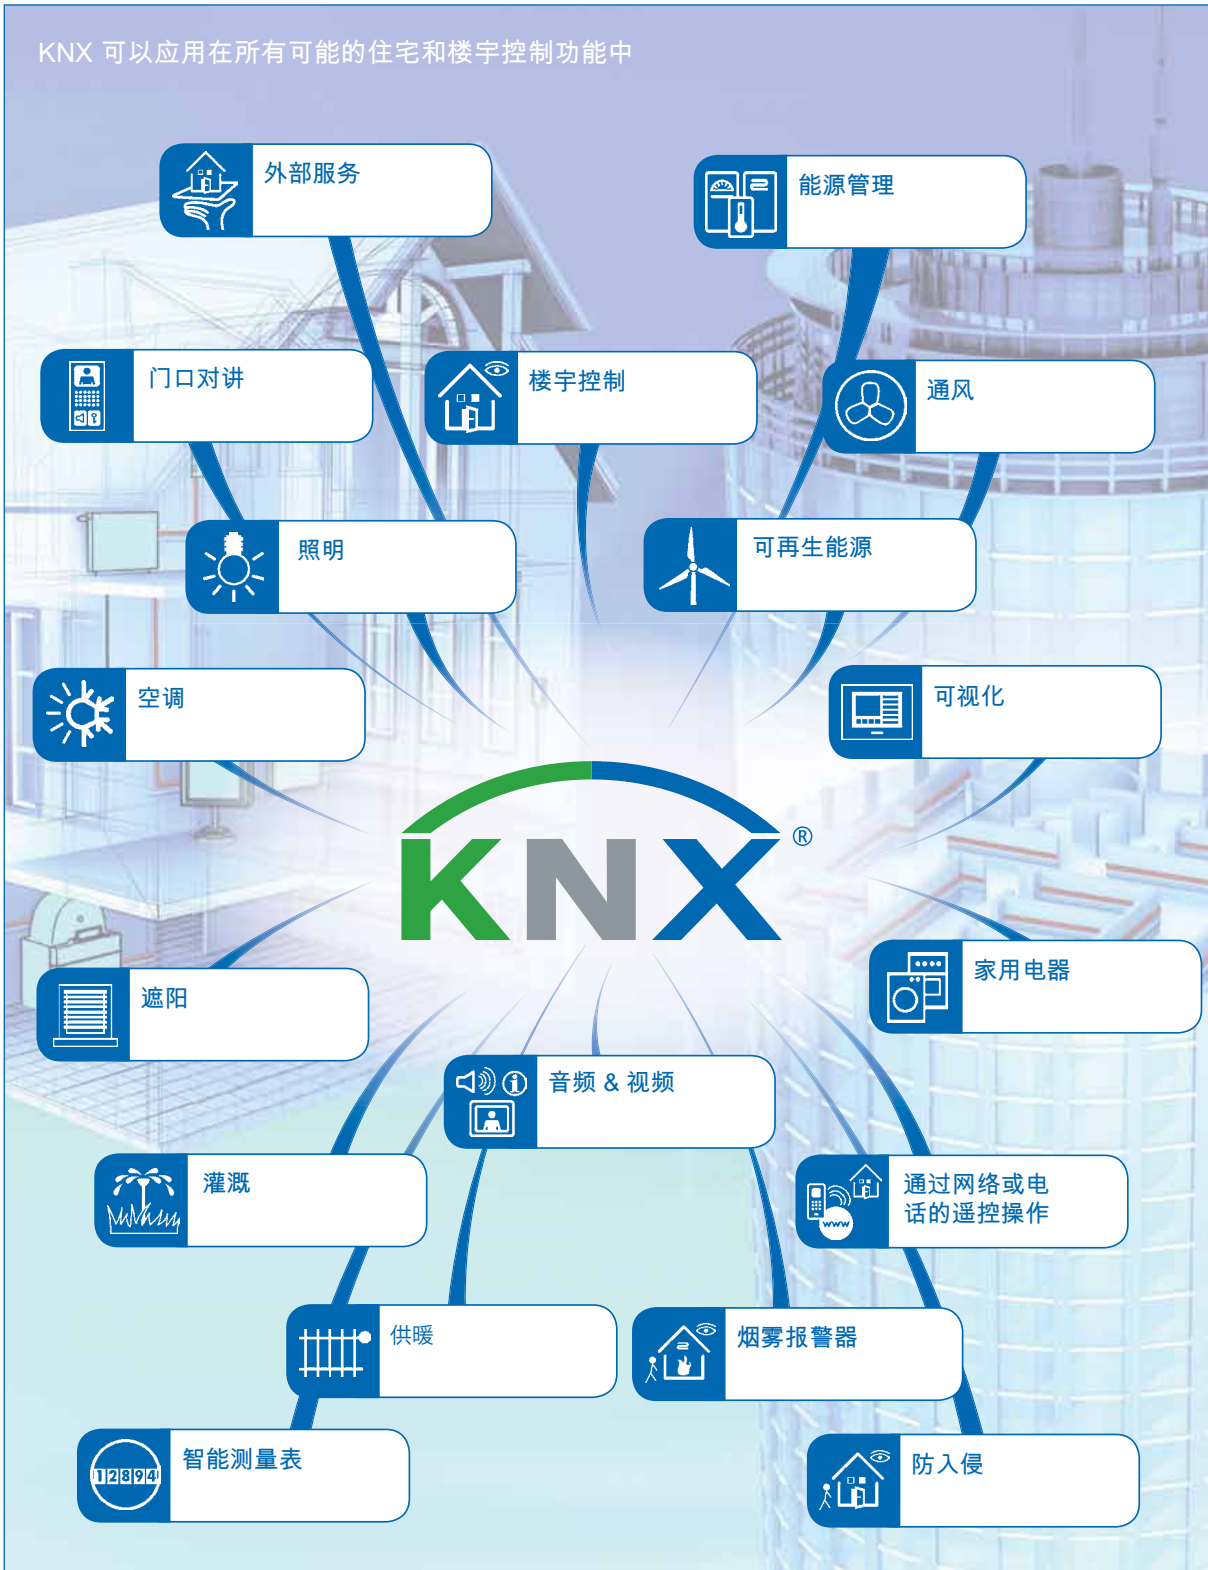 KNX 可以应用在所有可能的住宅和楼宇控制功能中
外部服务
能源管理
门口对讲
楼宇控制
通风
照明
可再生能源
空调
可视化
KNX®
遮阳
家用电器
音频 & 视频
灌溉
通过网络或电
话的遥控操作
www
供暖
烟雾报警器
智能测量表
12894
防入侵